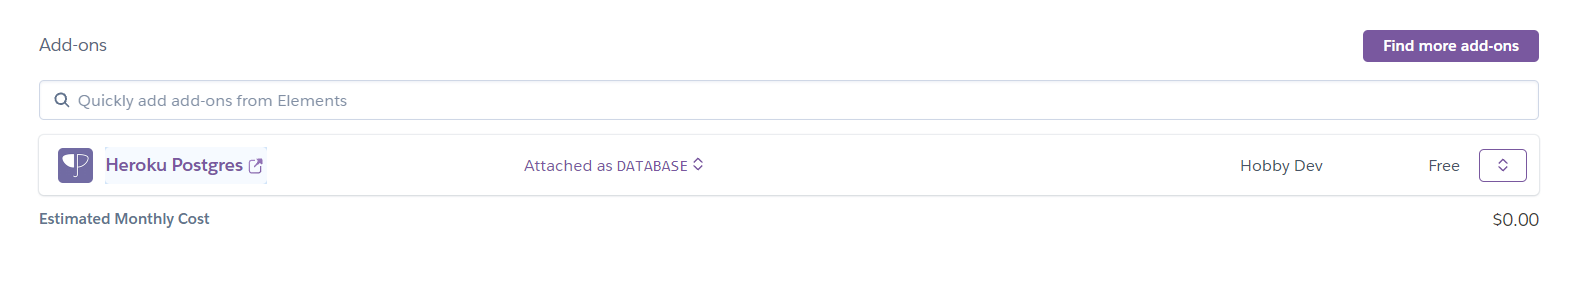 Add-ons
Find more add-ons
Quickly add add-ons from Elements
Heroku Postgres Attached as DATABASE Hobby Dev Free
Estimated Monthly Cost $0.00